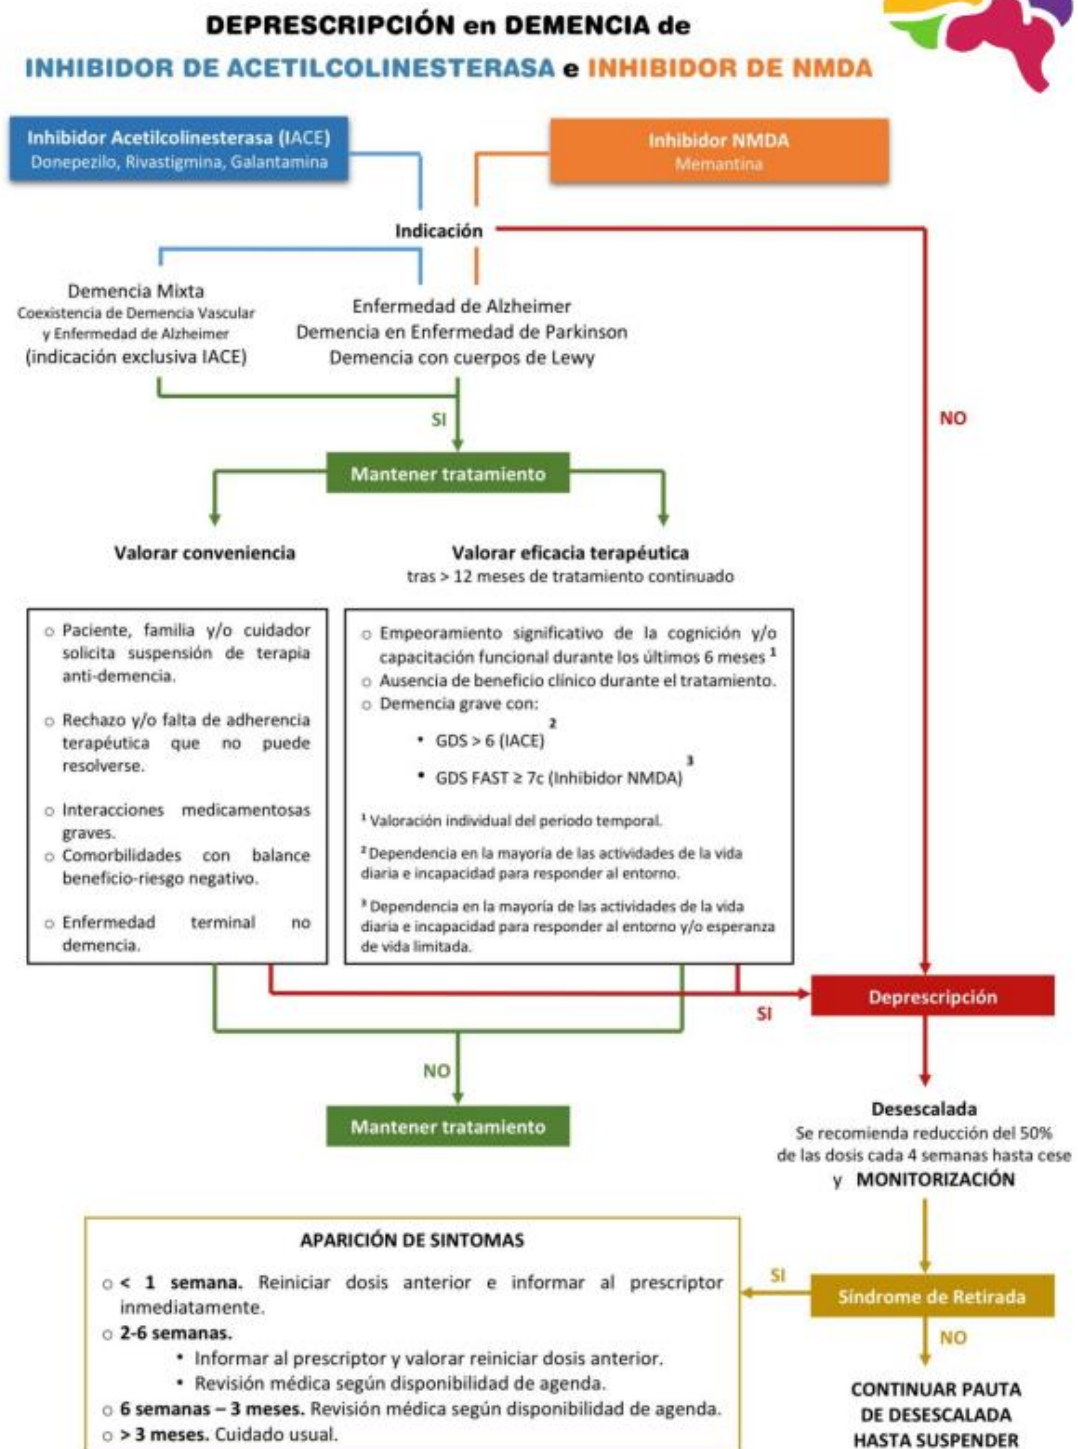 DEPRESCRIPCIÓN en DEMENCIA de
INHIBIDOR DE ACETILCOLINESTERASA e INHIBIDOR DE NMDA
Inhibidor Acetilcolinesterasa (IACE)
Donepezilo, Rivastigmina, Galantamina
Inhibidor NMDA
Memantina
Indicación
Demencia Mixta
Coexistencia de Demencia Vascular
y Enfermedad de Alzheimer
(indicación exclusiva IACE)
Enfermedad de Alzheimer
Demencia en Enfermedad de Parkinson
Demencia con cuerpos de Lewy
SI
NO
Mantener tratamiento
Valorar conveniencia
Valorar eficacia terapéutica
tras > 12 meses de tratamiento continuado
o Paciente, familia y/o cuidador
solicita suspensión de terapia
anti-demencia.
o Rechazo y/o falta de adherencia
terapéutica que no puede
resolverse.
o Interacciones medicamentosas
graves.
o Comorbilidades con balance
beneficio-riesgo negativo.
o Enfermedad terminal no
demencia.
o Empeoramiento significativo de la cognición y/o
capacitación funcional durante los últimos 6 meses ¹
o Ausencia de beneficio clínico durante el tratamiento.
o Demencia grave con:
• GDS > 6 (IACE) ²
• GDS FAST ≥ 7c (Inhibidor NMDA) ³
¹ Valoración individual del periodo temporal.
² Dependencia en la mayoría de las actividades de la vida
diaria e incapacidad para responder al entorno.
³ Dependencia en la mayoría de las actividades de la vida
diaria e incapacidad para responder al entorno y/o esperanza
de vida limitada.
SI
Deprescripción
NO
Mantener tratamiento
Desescalada
Se recomienda reducción del 50%
de las dosis cada 4 semanas hasta cese
y MONITORIZACIÓN
APARICIÓN DE SINTOMAS
o < 1 semana. Reiniciar dosis anterior e informar al prescriptor
inmediatamente.
o 2-6 semanas.
• Informar al prescriptor y valorar reiniciar dosis anterior.
• Revisión médica según disponibilidad de agenda.
o 6 semanas – 3 meses. Revisión médica según disponibilidad de agenda.
o > 3 meses. Cuidado usual.
SI
Síndrome de Retirada
NO
CONTINUAR PAUTA
DE DESESCALADA
HASTA SUSPENDER